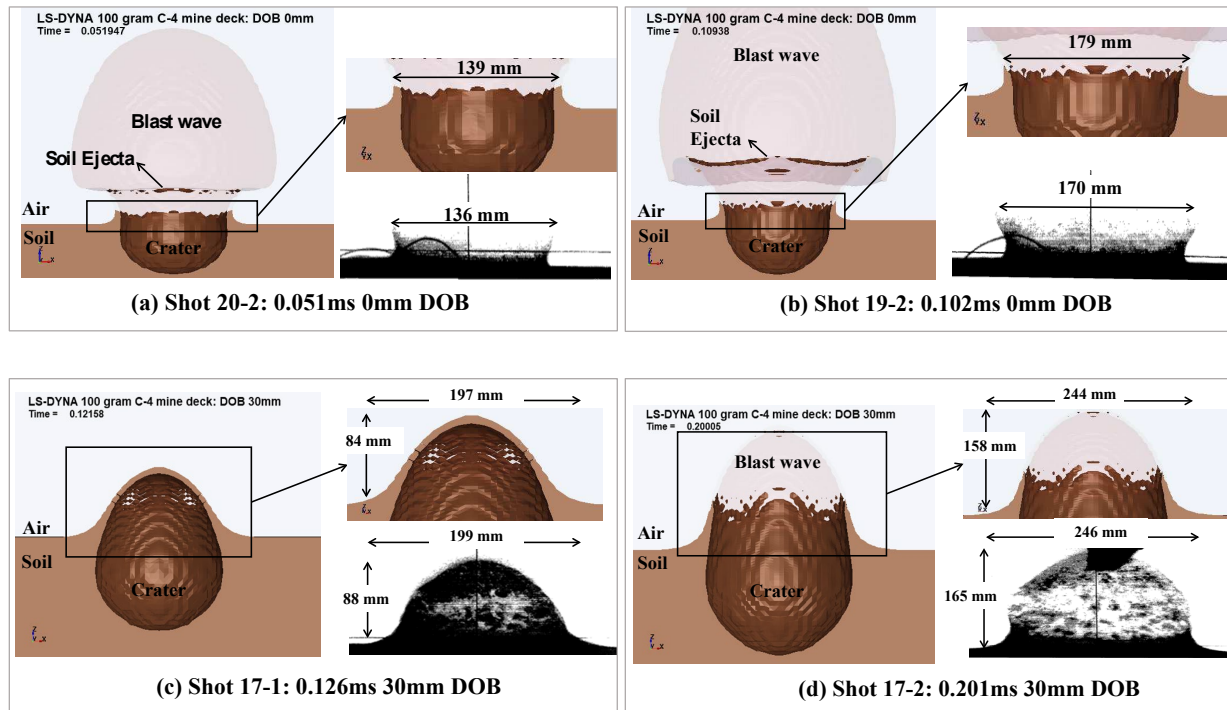 LS-DYNA 100 gram C-4 mine deck: DOB 0mm
Time = 0.051947
139 mm
Blast wave
Soil Ejecta
Air
136 mm
Soil
Crater
(a) Shot 20-2: 0.051ms 0mm DOB
LS-DYNA 100 gram C-4 mine deck: DOB 0mm
Time = 0.10938
179 mm
Blast wave
Soil
Ejecta
170 mm
Air
Soil
Crater
(b) Shot 19-2: 0.102ms 0mm DOB
LS-DYNA 100 gram C-4 mine deck: DOB 30mm
Time = 0.12158
197 mm
84 mm
Air
199 mm
Soil
Crater
88 mm
(c) Shot 17-1: 0.126ms 30mm DOB
LS-DYNA 100 gram C-4 mine deck: DOB 30mm
Time = 0.20005
244 mm
158 mm
Blast wave
Air
246 mm
Soil
Crater
165 mm
(d) Shot 17-2: 0.201ms 30mm DOB